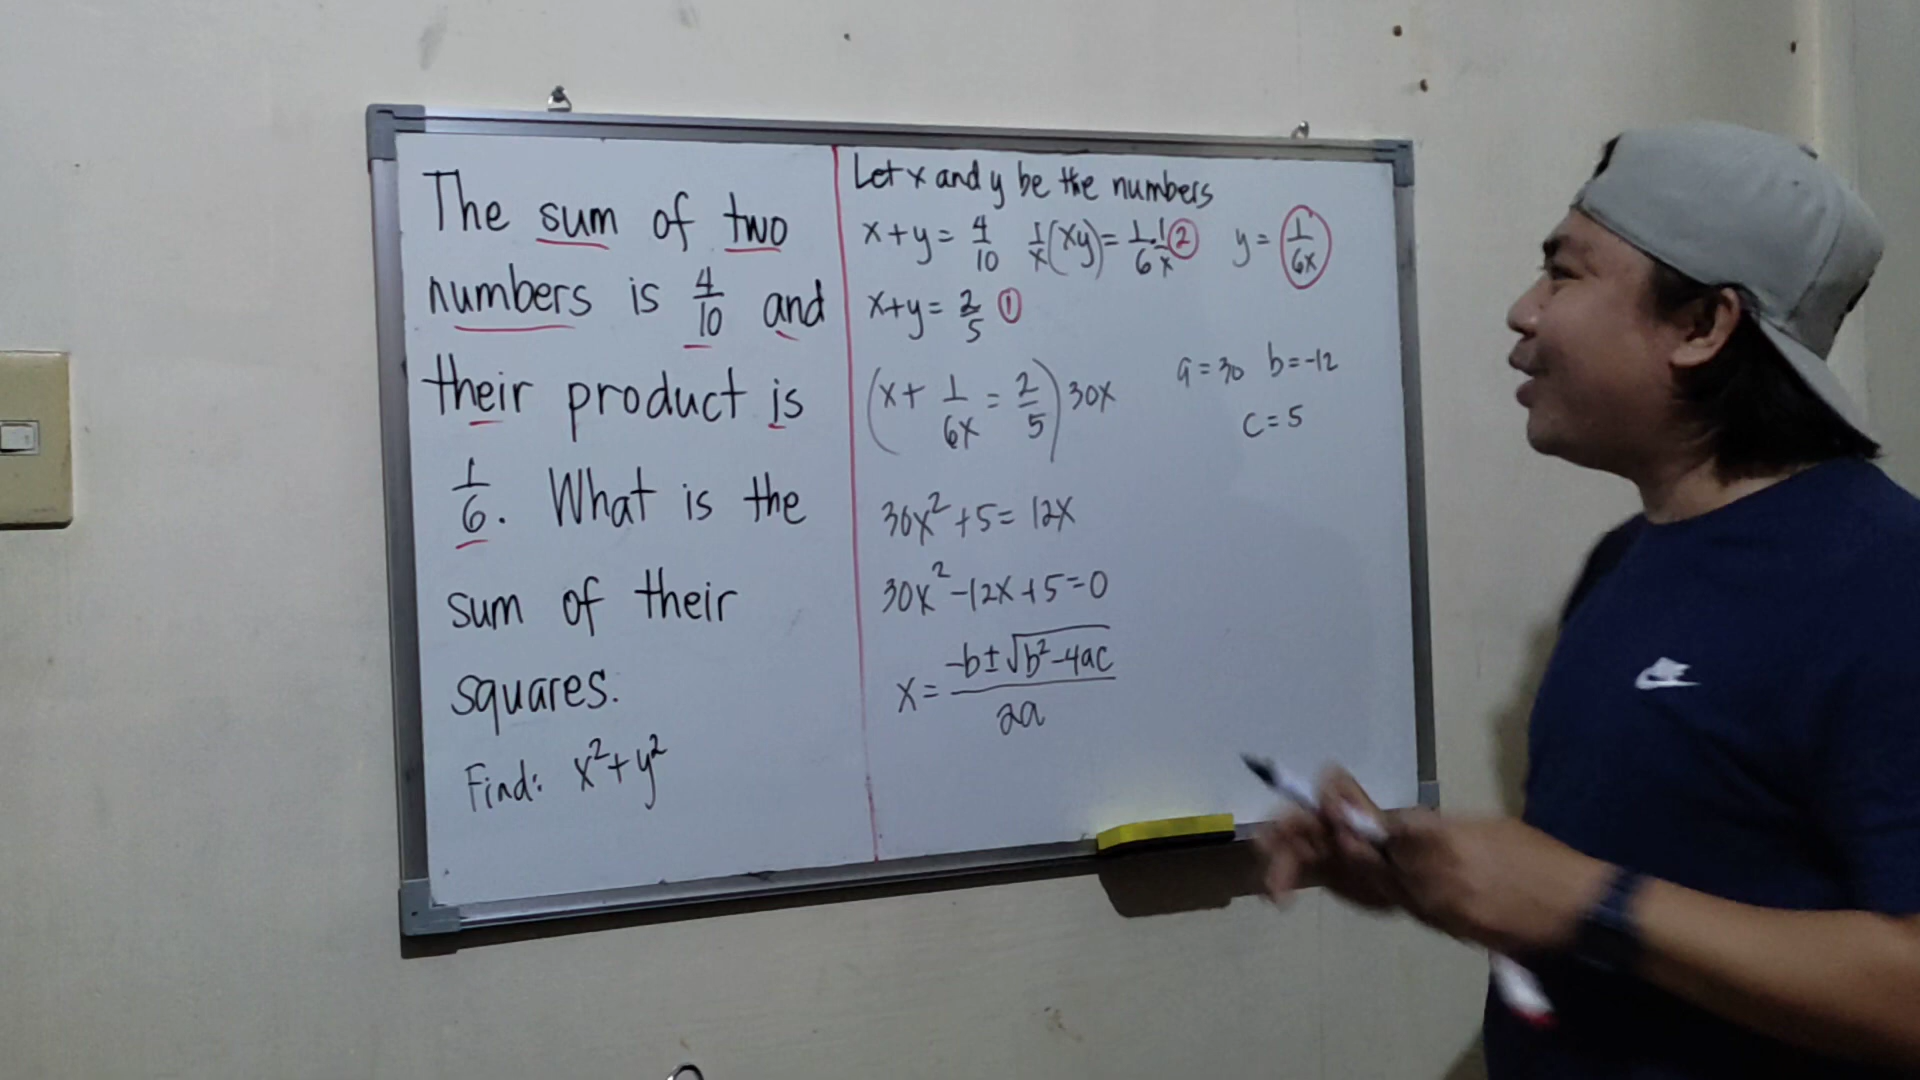 The sum of two
numbers is 4/10 and
their product is
1/6. What is the
sum of their
squares.
Find: x²+y²
Let x and y be the numbers
x+y = 4/10 1/x(xy) = 1/6·1/x ② y = 1/6x
x+y = 2/5 ①
(x + 1/6x = 2/5) 30x
a = 30 b = -12
c = 5
30x² + 5 = 12x
30x² - 12x + 5 = 0
x = -b ± √b² - 4ac / 2a